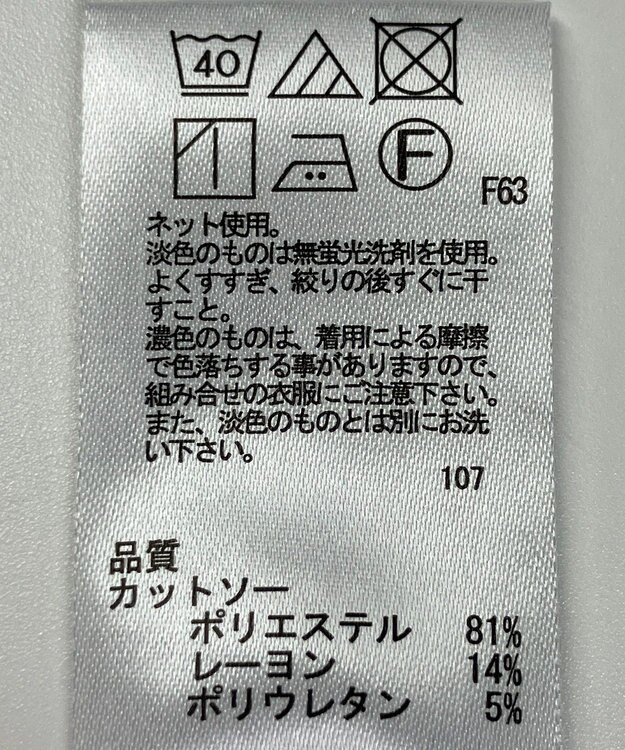 40
F
F63
ネット使用。
淡色のものは無蛍光洗剤を使用。
よくすすぎ、絞りの後すぐに干
すこと。
濃色のものは、着用による摩擦
で色落ちする事がありますので、
組み合せの衣服にご注意下さい。
また、淡色のものとは別にお洗
い下さい。
107
品質
カットソー
ポリエステル 81%
レーヨン 14%
ポリウレタン 5%